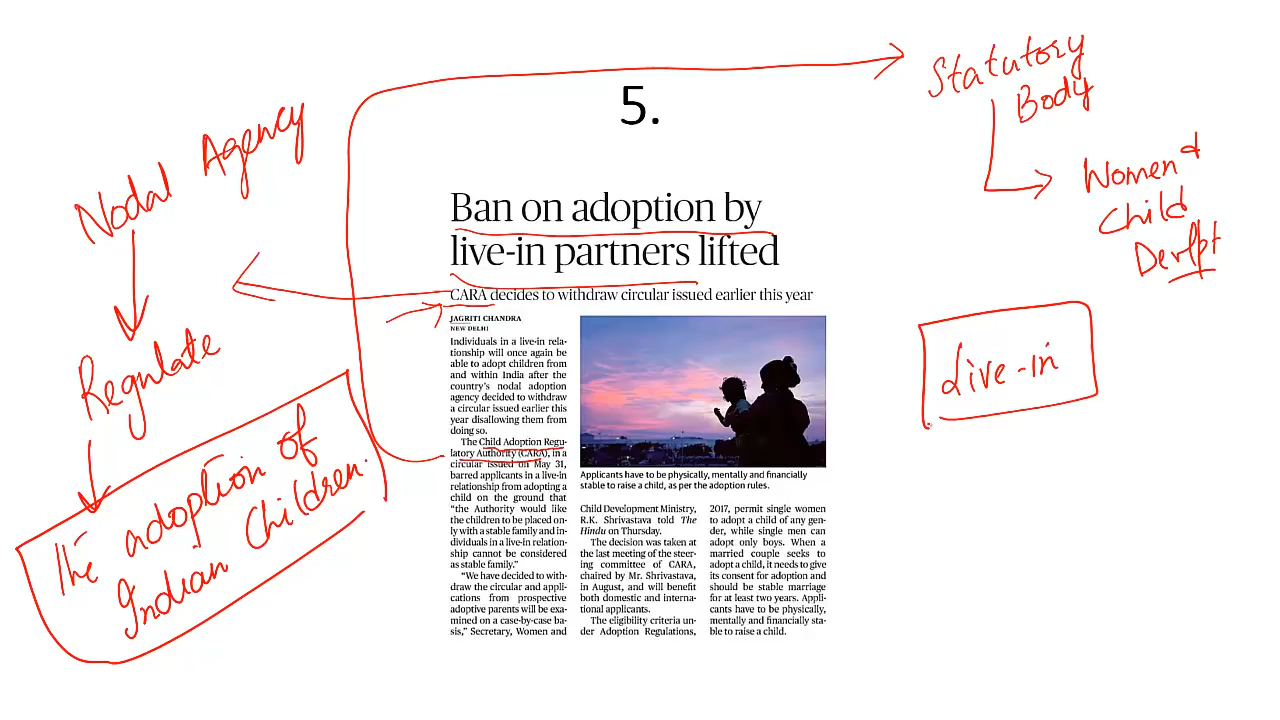 5.
Ban on adoption by
live-in partners lifted
CARA decides to withdraw circular issued earlier this year
JAGRITI CHANDRA
NEW DELHI
Individuals in a live-in rela-
tionship will once again be
able to adopt children from
and within India after the
country's nodal adoption
agency decided to withdraw
a circular issued earlier this
year disallowing them from
doing so.
The Child Adoption Regu-
latory Authority (CARA), in a
circular issued on May 31,
barred applicants in a live-in
relationship from adopting a
child on the ground that
"the Authority would like
the children to be placed on-
ly with a stable family and in-
dividuals in a live-in relation-
ship cannot be considered
as stable family."
"We have decided to with-
draw the circular and appli-
cations from prospective
adoptive parents will be exa-
mined on a case-by-case ba-
sis," Secretary, Women and
Applicants have to be physically, mentally and financially
stable to raise a child, as per the adoption rules.
Child Development Ministry,
R.K. Shrivastava told The
Hindu on Thursday.
The decision was taken at
the last meeting of the steer-
ing committee of CARA,
chaired by Mr. Shrivastava,
in August, and will benefit
both domestic and interna-
tional applicants.
The eligibility criteria un-
der Adoption Regulations,
2017, permit single women
to adopt a child of any gen-
der, while single men can
adopt only boys. When a
married couple seeks to
adopt a child, it needs to give
its consent for adoption and
should be stable marriage
for at least two years. Appli-
cants have to be physically,
mentally and financially sta-
ble to raise a child.
Nodal Agency
Regulate
The adoption of
Indian Children.
Statutory
Body
Women &
Child
Devlpt
Live-in